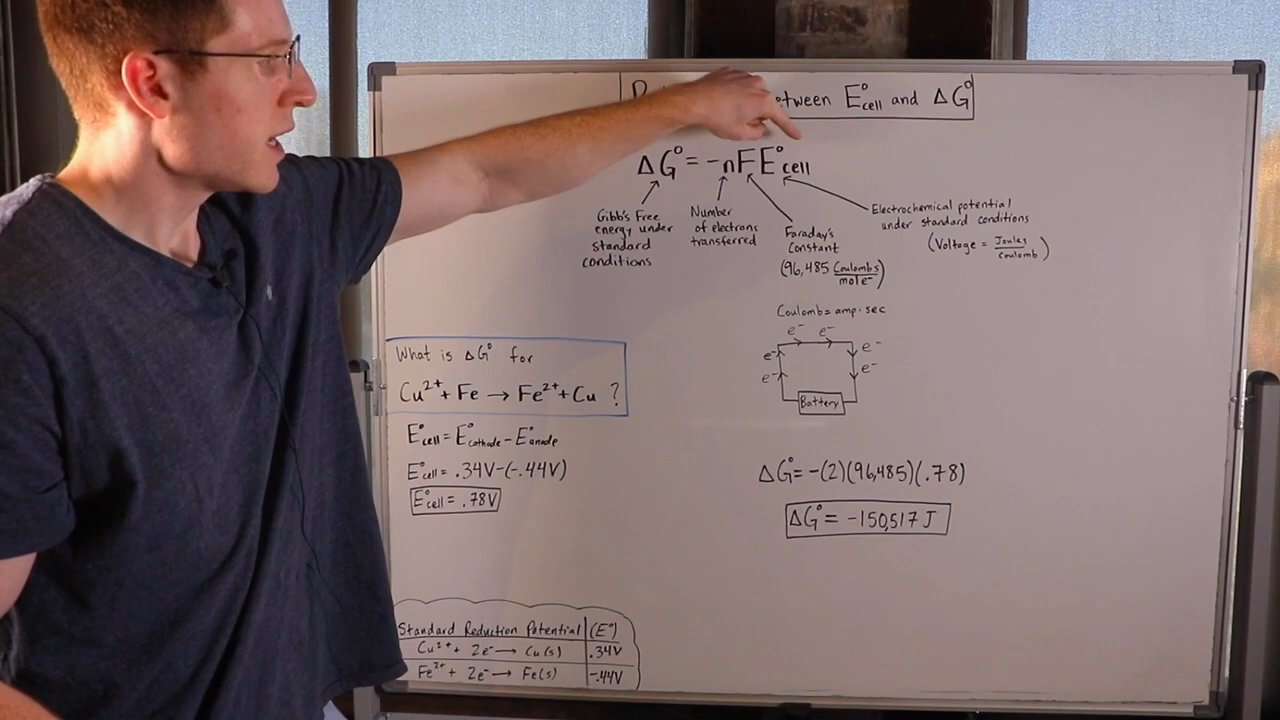 between E°cell and ΔG°
ΔG° = -nFE°cell
Gibb's Free
energy under
standard
conditions
Number
of electrons
transferred
Faraday's
Constant
(96,485 Coulombs/mol e⁻)
Electrochemical potential
under standard conditions
(Voltage = Joules/Coulomb)
Coulomb = amp · sec
e⁻ e⁻
e⁻ e⁻
e⁻ e⁻
Battery
What is ΔG° for
Cu²⁺ + Fe → Fe²⁺ + Cu ?
E°cell = E°cathode - E°anode
E°cell = .34V-(-.44V)
E°cell = .78V
ΔG° = -(2)(96,485)(.78)
ΔG° = -150,517 J
Standard Reduction Potential (E°)
Cu²⁺ + 2e⁻ → Cu(s) .34V
Fe²⁺ + 2e⁻ → Fe(s) -.44V